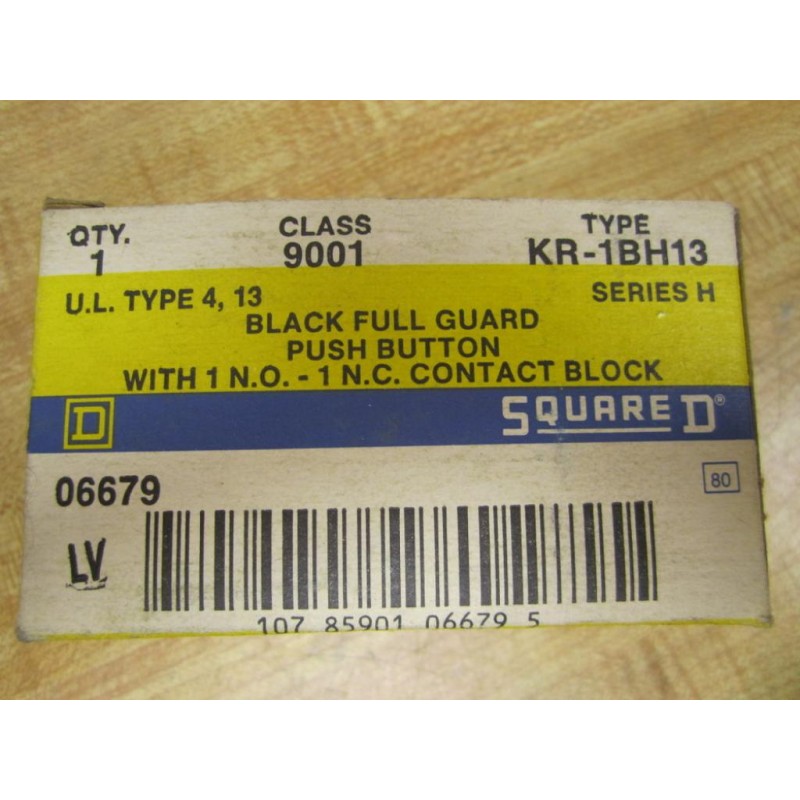 QTY. CLASS TYPE
1 9001 KR-1BH13
U.L. TYPE 4, 13 SERIES H
BLACK FULL GUARD
PUSH BUTTON
WITH 1 N.O. - 1 N.C. CONTACT BLOCK
D SQUARE D®
06679 80
LV
107 85901 06679 5